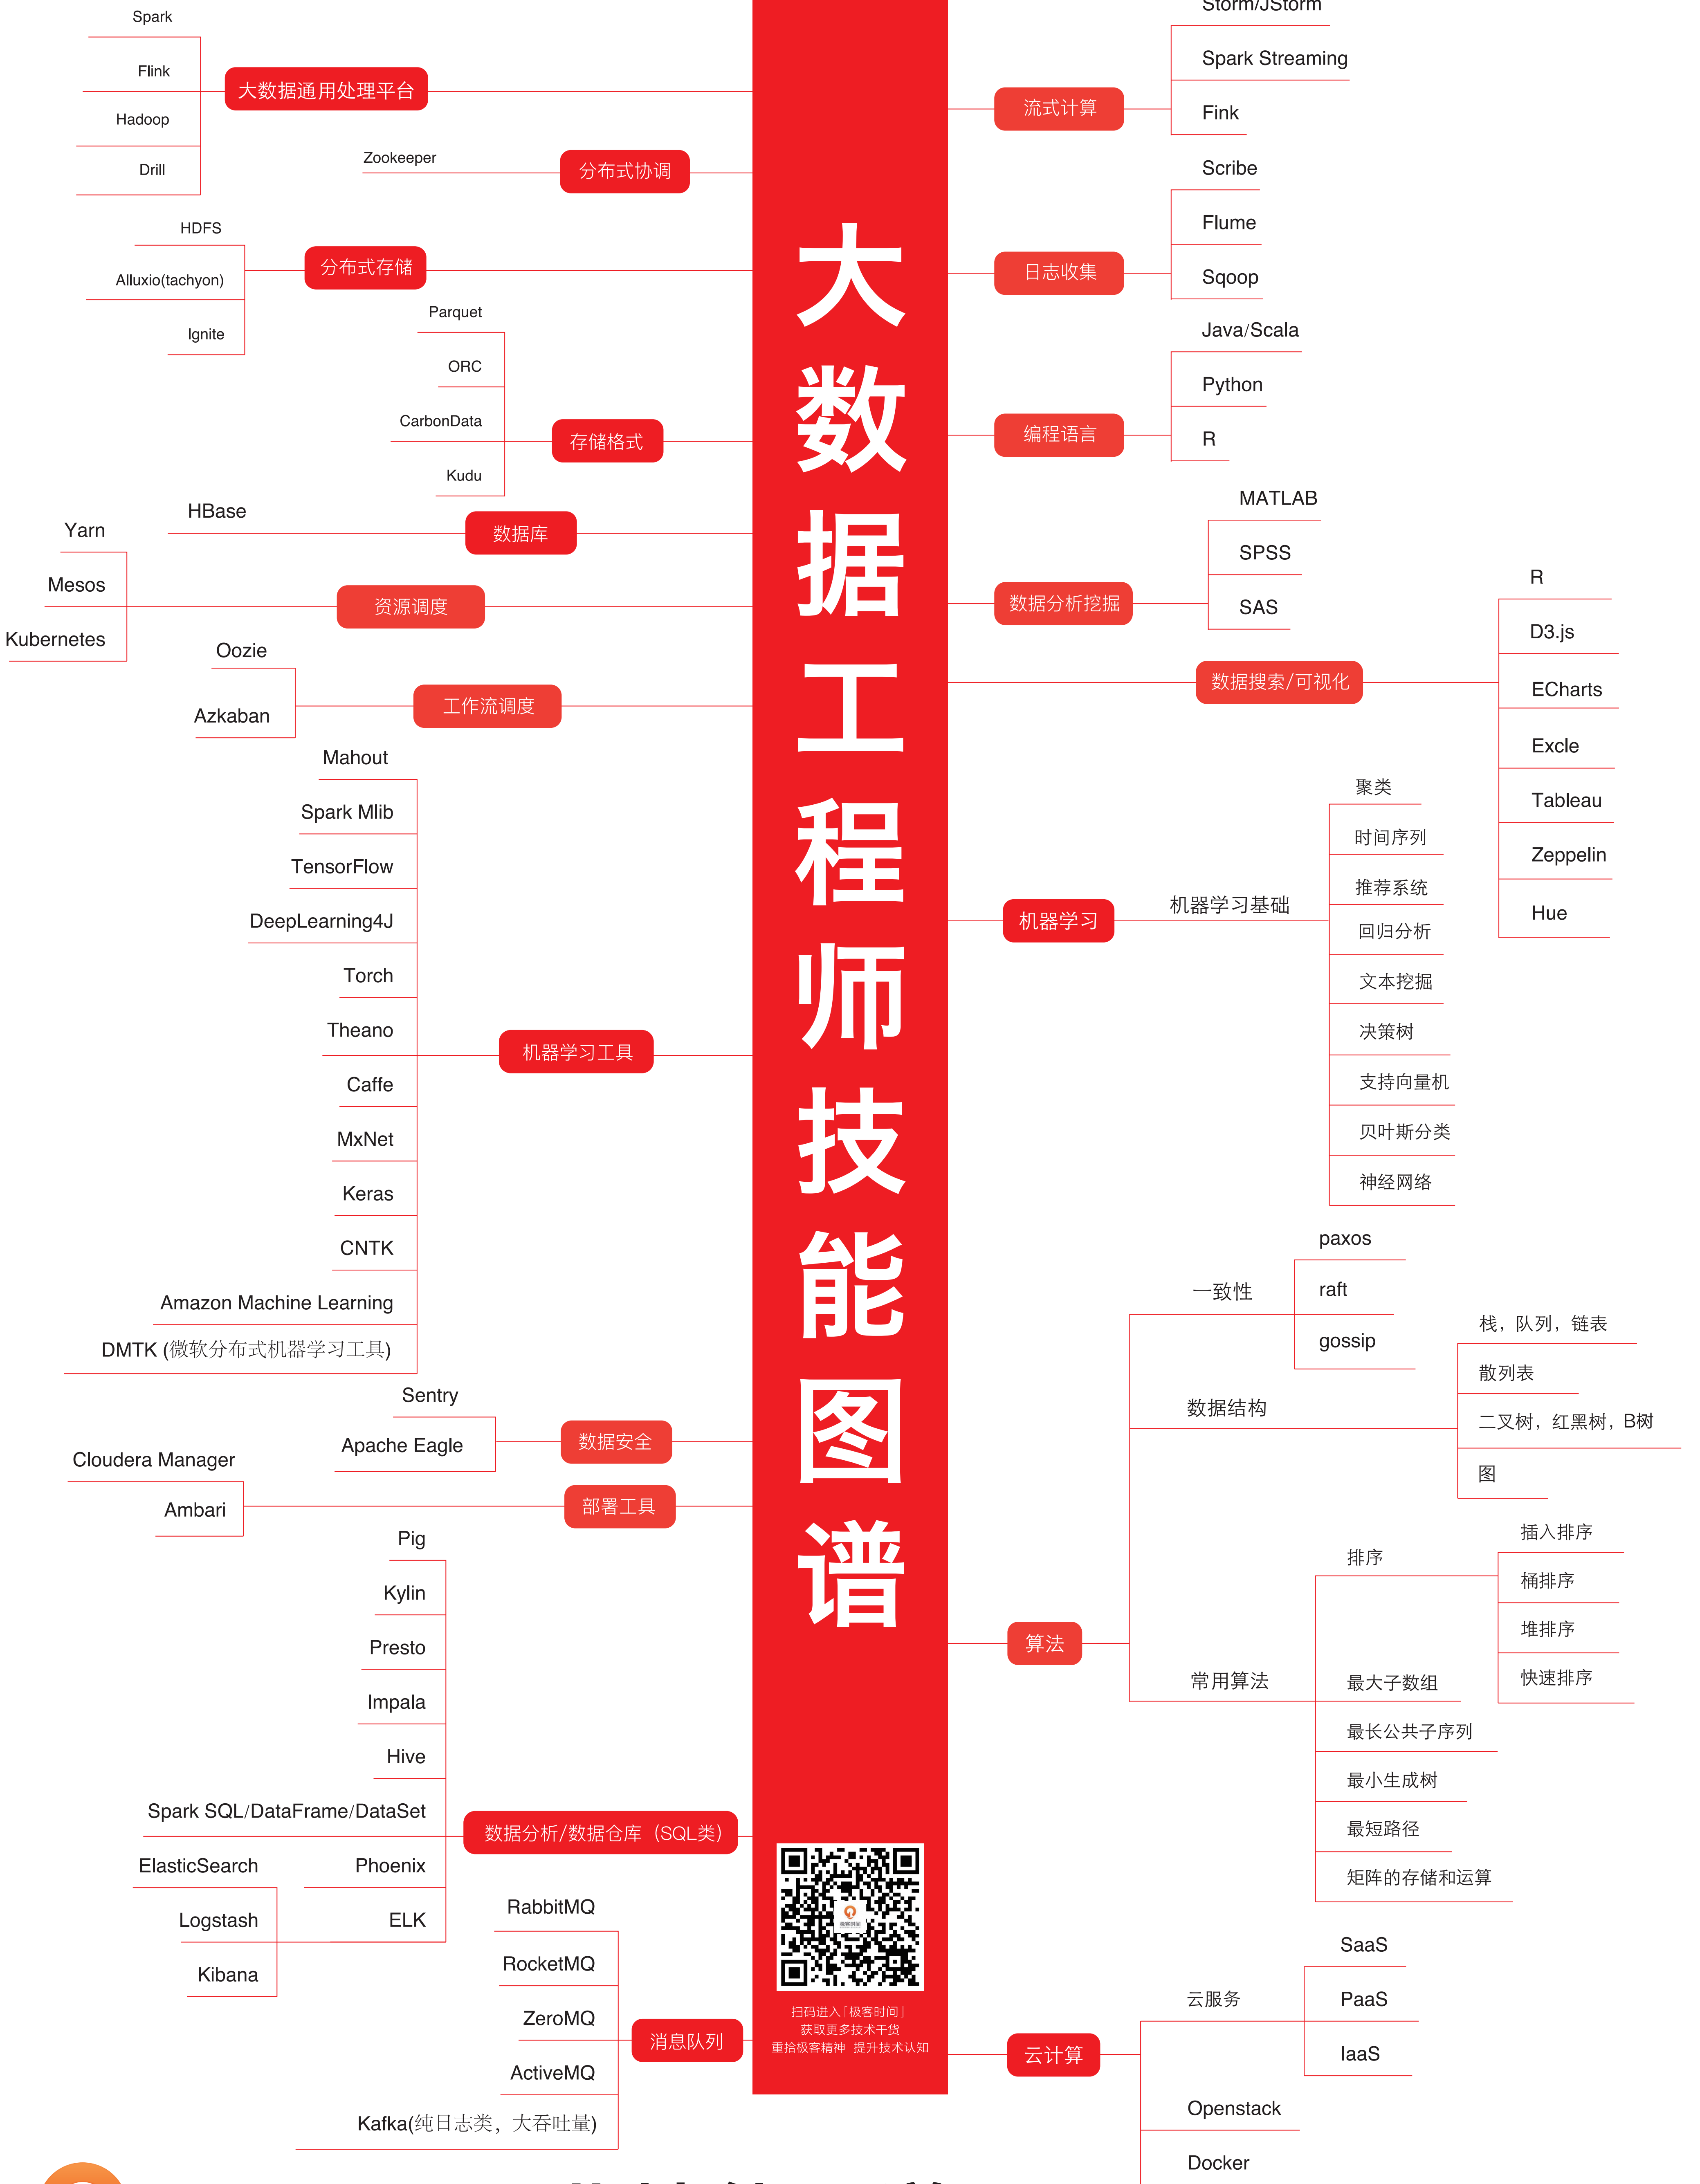 大数据工程师技能图谱
Spark
Flink
Hadoop
Drill
大数据通用处理平台
Zookeeper
分布式协调
HDFS
Alluxio(tachyon)
Ignite
分布式存储
Parquet
ORC
CarbonData
Kudu
存储格式
HBase
数据库
Yarn
Mesos
Kubernetes
资源调度
Oozie
Azkaban
工作流调度
Mahout
Spark Mlib
TensorFlow
DeepLearning4J
Torch
Theano
Caffe
MxNet
Keras
CNTK
Amazon Machine Learning
DMTK (微软分布式机器学习工具)
机器学习工具
Sentry
Apache Eagle
数据安全
Cloudera Manager
Ambari
部署工具
Pig
Kylin
Presto
Impala
Hive
Spark SQL/DataFrame/DataSet
Phoenix
ELK
ElasticSearch
Logstash
Kibana
数据分析/数据仓库（SQL类）
RabbitMQ
RocketMQ
ZeroMQ
ActiveMQ
Kafka(纯日志类，大吞吐量)
消息队列
Storm/JStorm
Spark Streaming
Fink
流式计算
Scribe
Flume
Sqoop
日志收集
Java/Scala
Python
R
编程语言
MATLAB
SPSS
SAS
数据分析挖掘
R
D3.js
ECharts
Excle
Tableau
Zeppelin
Hue
数据搜索/可视化
机器学习
机器学习基础
聚类
时间序列
推荐系统
回归分析
文本挖掘
决策树
支持向量机
贝叶斯分类
神经网络
算法
一致性
paxos
raft
gossip
数据结构
栈，队列，链表
散列表
二叉树，红黑树，B树
图
常用算法
排序
插入排序
桶排序
堆排序
快速排序
最大子数组
最长公共子序列
最小生成树
最短路径
矩阵的存储和运算
云计算
云服务
SaaS
PaaS
IaaS
Openstack
Docker
极客时间
扫码进入「极客时间」
获取更多技术干货
重拾极客精神 提升技术认知